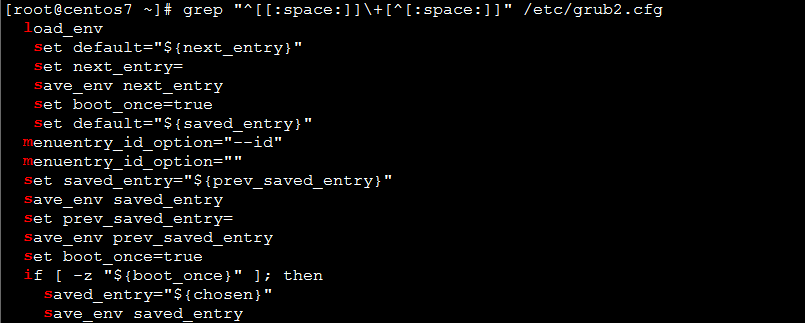 [root@centos7 ~]# grep "^[[:space:]]\+[^[:space:]]" /etc/grub2.cfg
  load_env
   set default="${next_entry}"
   set next_entry=
   save_env next_entry
   set boot_once=true
   set default="${saved_entry}"
  menuentry_id_option="--id"
  menuentry_id_option=""
  set saved_entry="${prev_saved_entry}"
  save_env saved_entry
  set prev_saved_entry=
  save_env prev_saved_entry
  set boot_once=true
  if [ -z "${boot_once}" ]; then
    saved_entry="${chosen}"
    save_env saved_entry